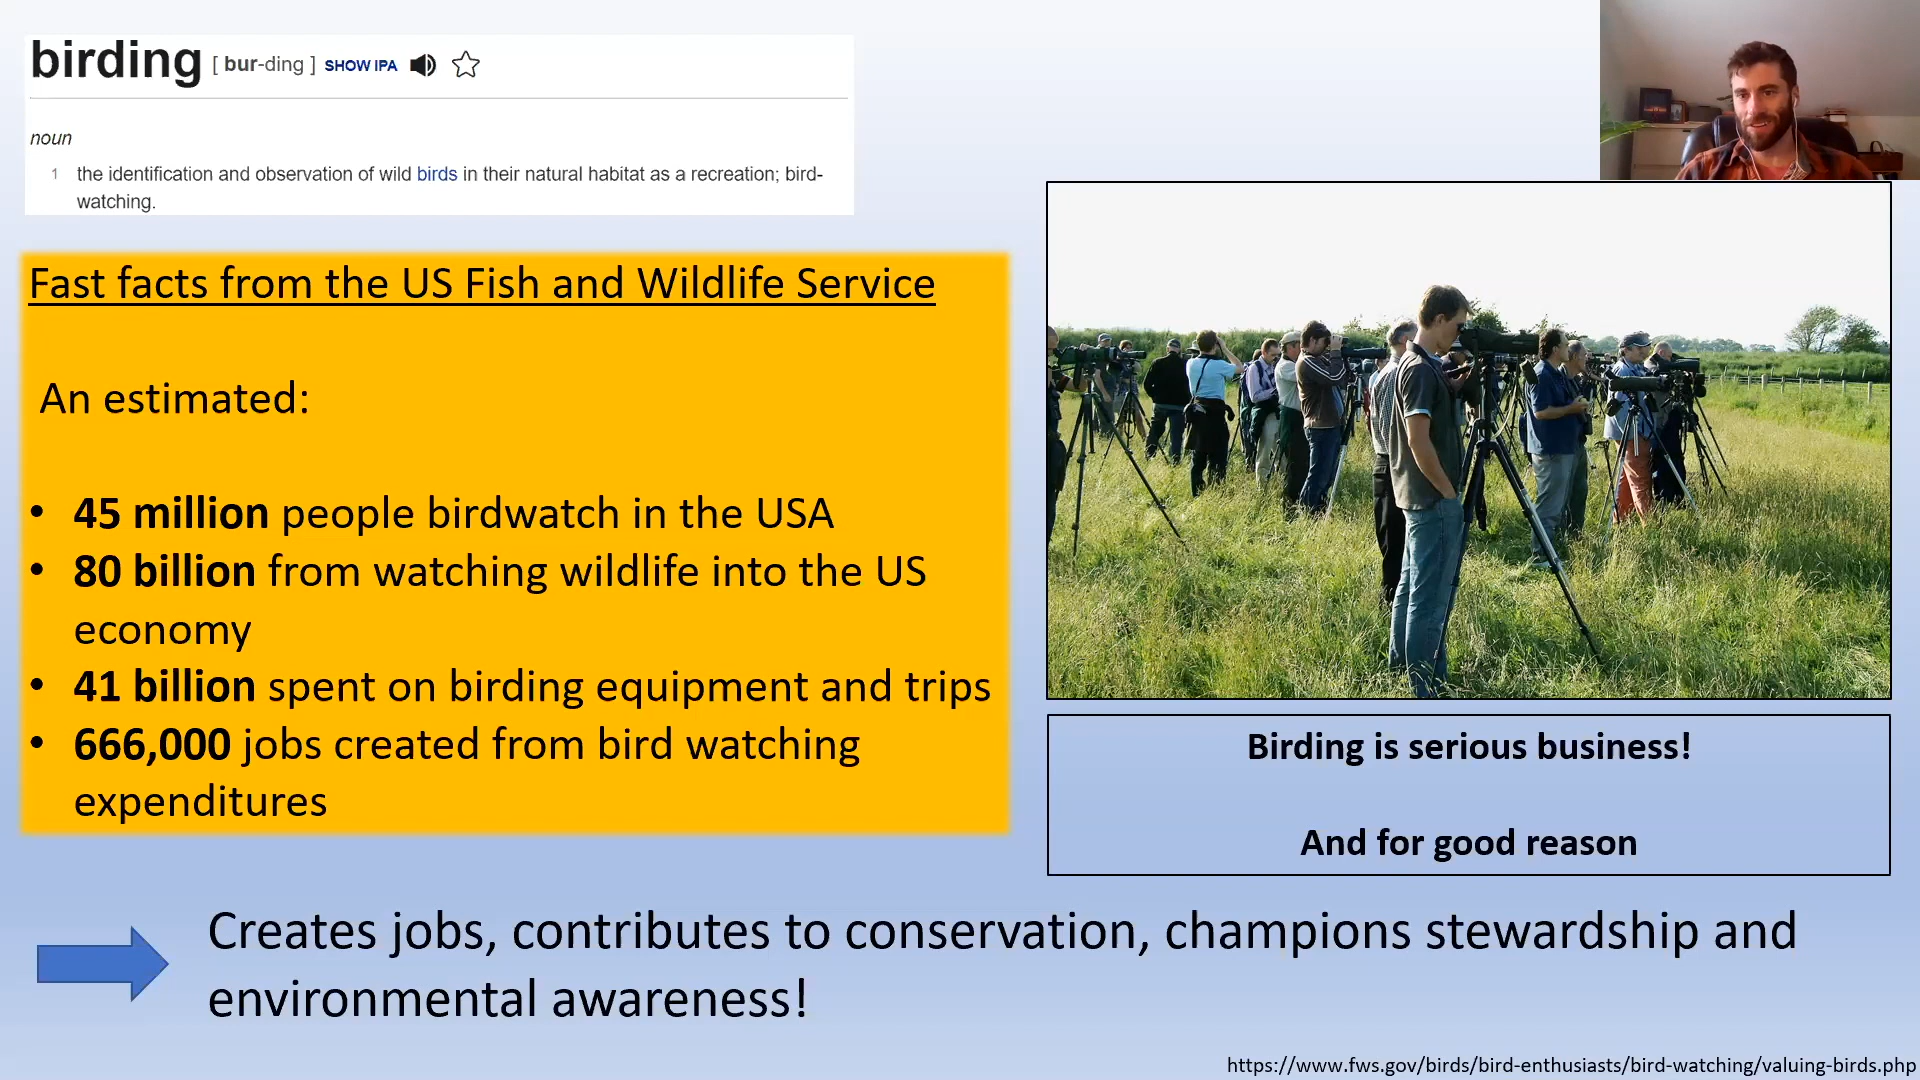 birding [ bur-ding ] SHOW IPA
noun
1 the identification and observation of wild birds in their natural habitat as a recreation; bird-
watching.
Fast facts from the US Fish and Wildlife Service
An estimated:
• 45 million people birdwatch in the USA
• 80 billion from watching wildlife into the US
economy
• 41 billion spent on birding equipment and trips
• 666,000 jobs created from bird watching
expenditures
Birding is serious business!
And for good reason
Creates jobs, contributes to conservation, champions stewardship and
environmental awareness!
https://www.fws.gov/birds/bird-enthusiasts/bird-watching/valuing-birds.php